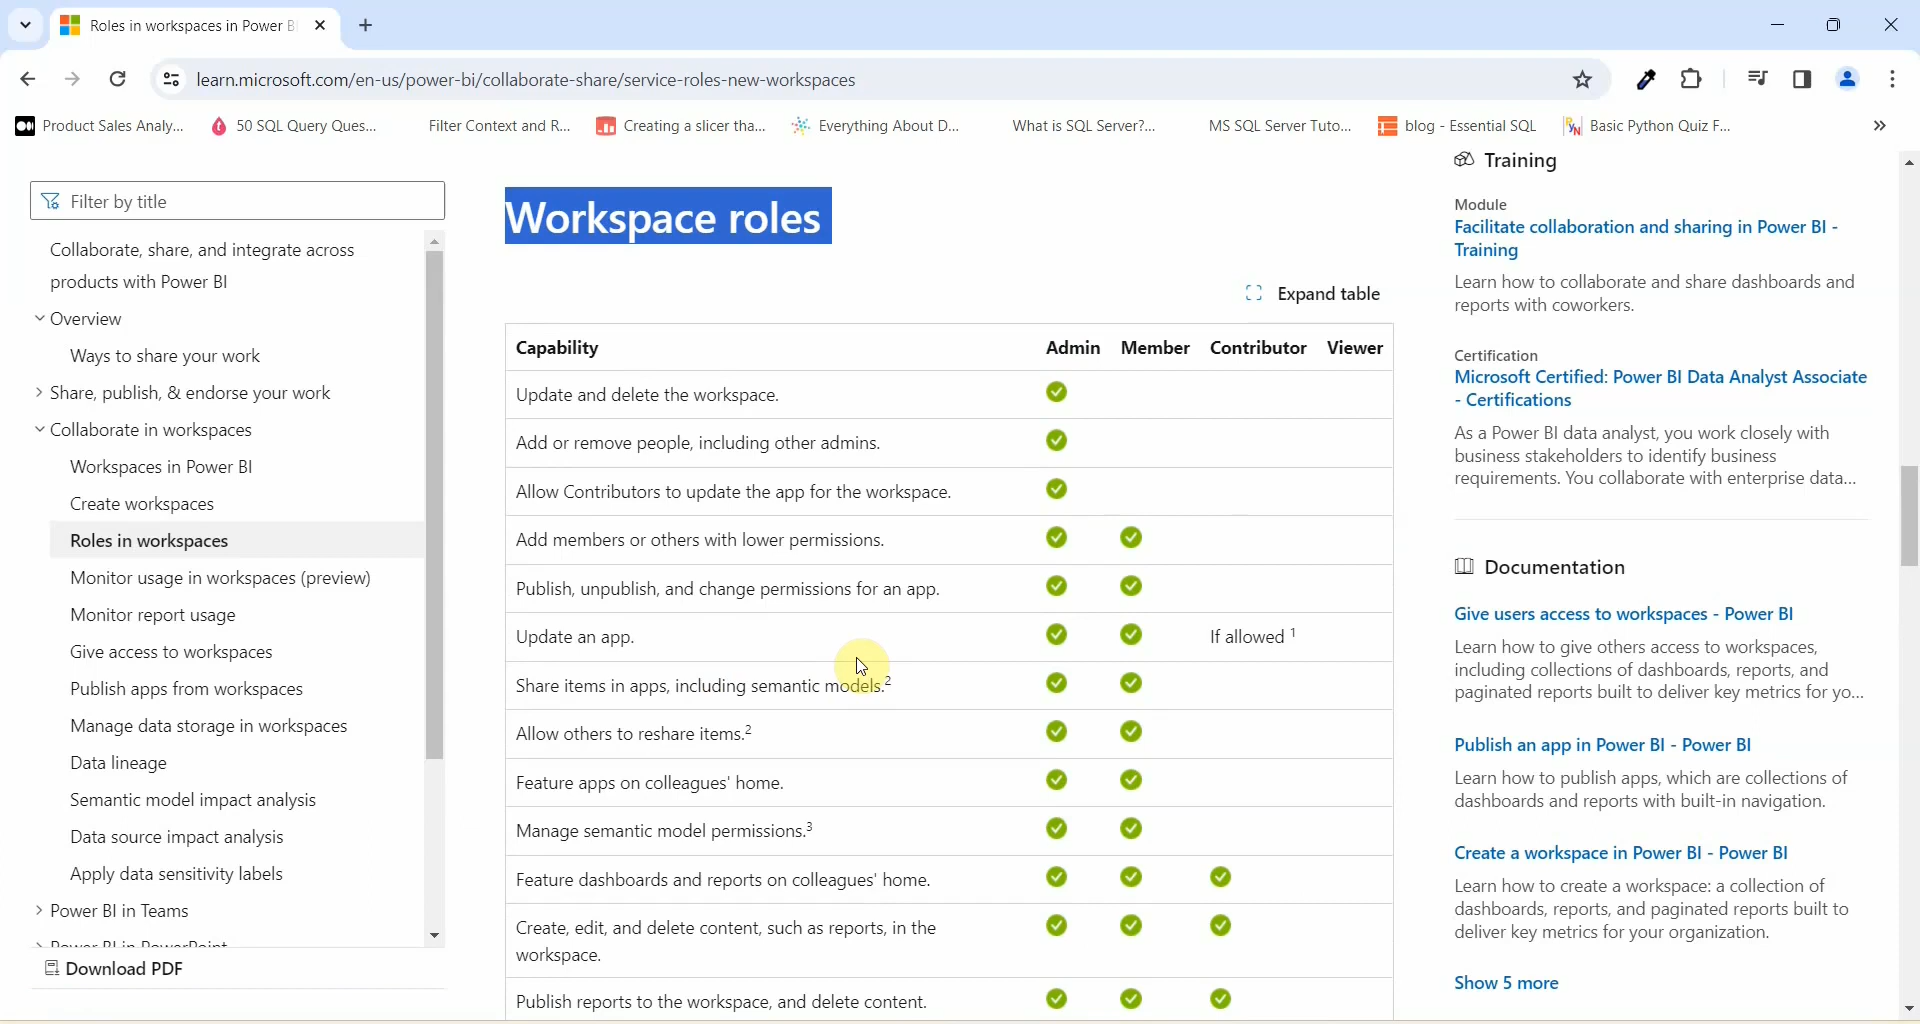 Roles in workspaces in Power B
learn.microsoft.com/en-us/power-bi/collaborate-share/service-roles-new-workspaces
Product Sales Analy...
50 SQL Query Ques...
Filter Context and R...
Creating a slicer tha...
Everything About D...
What is SQL Server?...
MS SQL Server Tuto...
blog - Essential SQL
Basic Python Quiz F...
Filter by title
Collaborate, share, and integrate across
products with Power BI
Overview
Ways to share your work
Share, publish, & endorse your work
Collaborate in workspaces
Workspaces in Power BI
Create workspaces
Roles in workspaces
Monitor usage in workspaces (preview)
Monitor report usage
Give access to workspaces
Publish apps from workspaces
Manage data storage in workspaces
Data lineage
Semantic model impact analysis
Data source impact analysis
Apply data sensitivity labels
Power BI in Teams
Power BI in PowerPoint
Download PDF
Workspace roles
Expand table
Capability Admin Member Contributor Viewer
Update and delete the workspace.
Add or remove people, including other admins.
Allow Contributors to update the app for the workspace.
Add members or others with lower permissions.
Publish, unpublish, and change permissions for an app.
Update an app. If allowed 1
Share items in apps, including semantic models.2
Allow others to reshare items.2
Feature apps on colleagues' home.
Manage semantic model permissions.3
Feature dashboards and reports on colleagues' home.
Create, edit, and delete content, such as reports, in the
workspace.
Publish reports to the workspace, and delete content.
Training
Module
Facilitate collaboration and sharing in Power BI -
Training
Learn how to collaborate and share dashboards and
reports with coworkers.
Certification
Microsoft Certified: Power BI Data Analyst Associate
- Certifications
As a Power BI data analyst, you work closely with
business stakeholders to identify business
requirements. You collaborate with enterprise data...
Documentation
Give users access to workspaces - Power BI
Learn how to give others access to workspaces,
including collections of dashboards, reports, and
paginated reports built to deliver key metrics for yo...
Publish an app in Power BI - Power BI
Learn how to publish apps, which are collections of
dashboards and reports with built-in navigation.
Create a workspace in Power BI - Power BI
Learn how to create a workspace: a collection of
dashboards, reports, and paginated reports built to
deliver key metrics for your organization.
Show 5 more